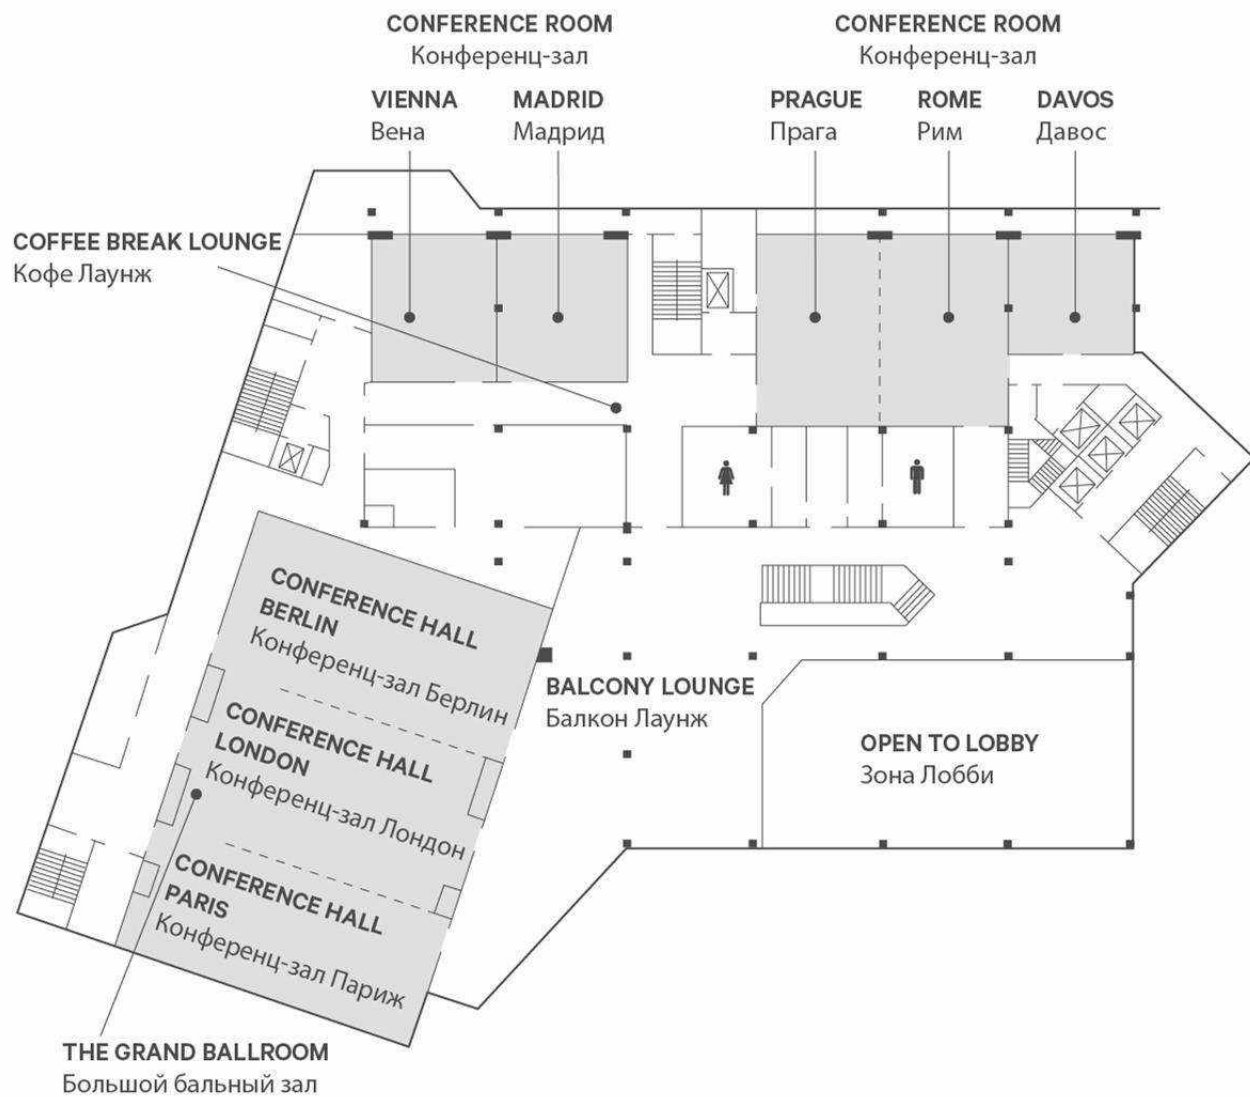 CONFERENCE ROOM
Конференц-зал
VIENNA
Вена
MADRID
Мадрид
CONFERENCE ROOM
Конференц-зал
PRAGUE
Прага
ROME
Рим
DAVOS
Давос
COFFEE BREAK LOUNGE
Кофе Лаунж
CONFERENCE HALL
BERLIN
Конференц-зал Берлин
CONFERENCE HALL
LONDON
Конференц-зал Лондон
CONFERENCE HALL
PARIS
Конференц-зал Париж
BALCONY LOUNGE
Балкон Лаунж
OPEN TO LOBBY
Зона Лобби
THE GRAND BALLROOM
Большой бальный зал